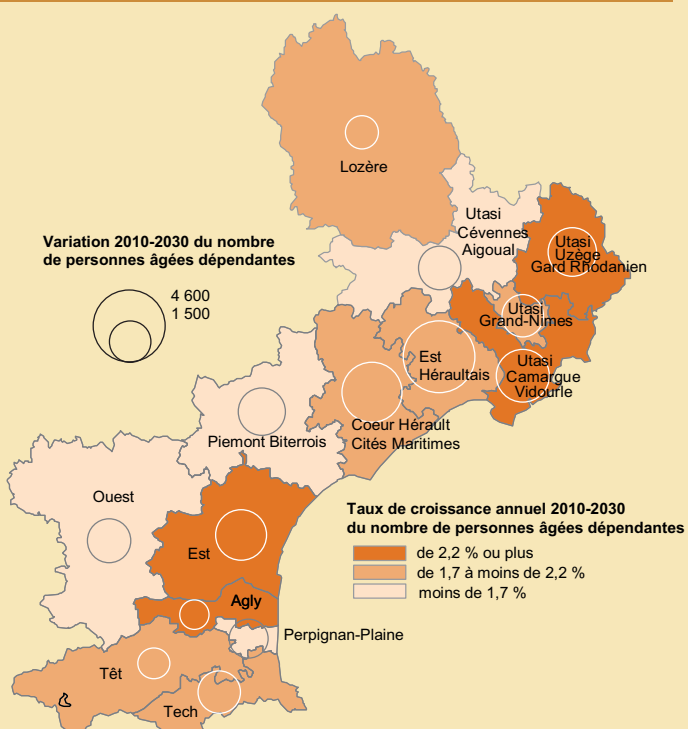 Lozère
Utasi
Cévennes
Aigoual
Utasi
Uzège
Gard Rhodanien
Variation 2010-2030 du nombre
de personnes âgées dépendantes
4 600
1 500
Utasi
Grand-Nîmes
Est
Héraultais
Utasi
Camargue
Vidourle
Coeur Hérault
Cités Maritimes
Piemont Biterrois
Ouest
Est
Taux de croissance annuel 2010-2030
du nombre de personnes âgées dépendantes
de 2,2 % ou plus
de 1,7 à moins de 2,2 %
moins de 1,7 %
Agly
Perpignan-Plaine
Têt
Tech